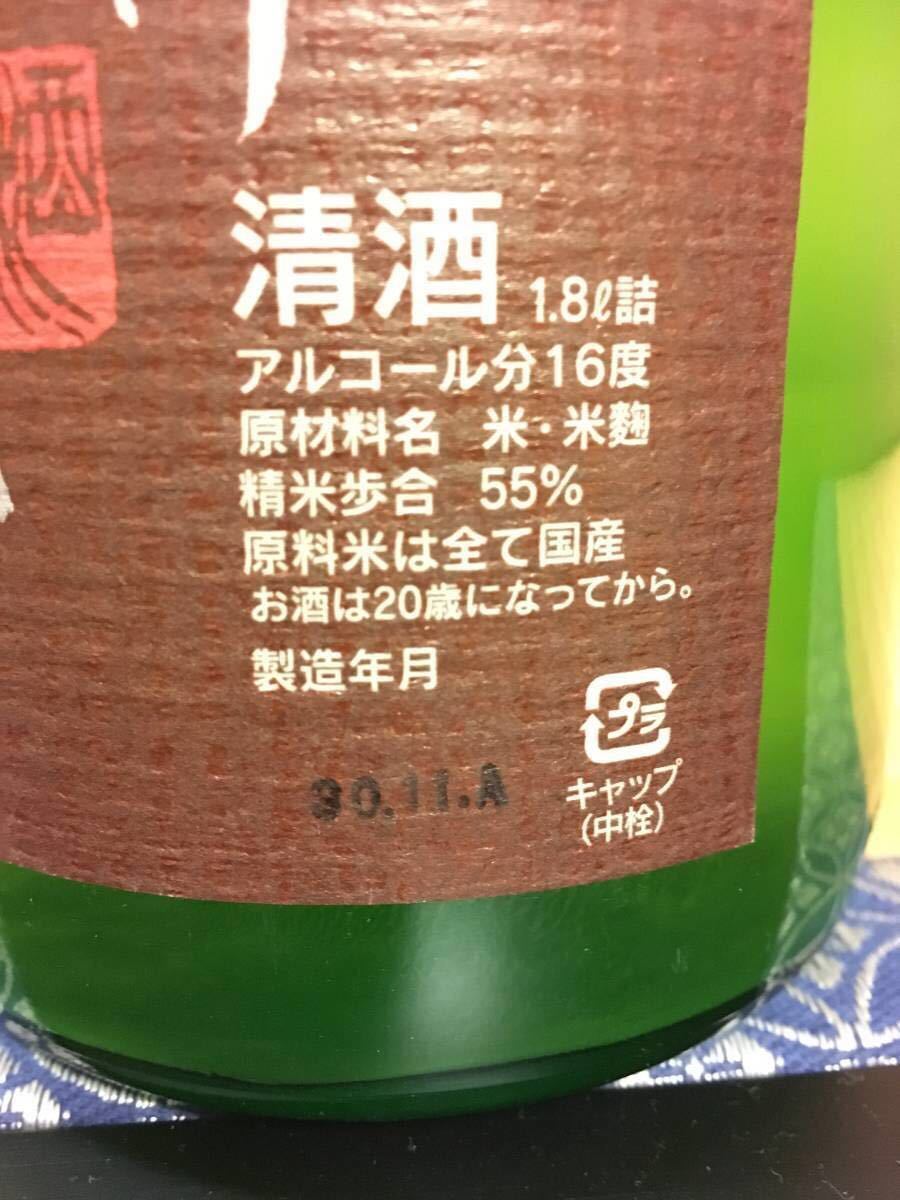 清酒 1.8ℓ詰
アルコール分16度
原材料名 米・米麹
精米歩合 55%
原料米は全て国産
お酒は20歳になってから。
製造年月
30.11.A
プラ
キャップ
(中栓)